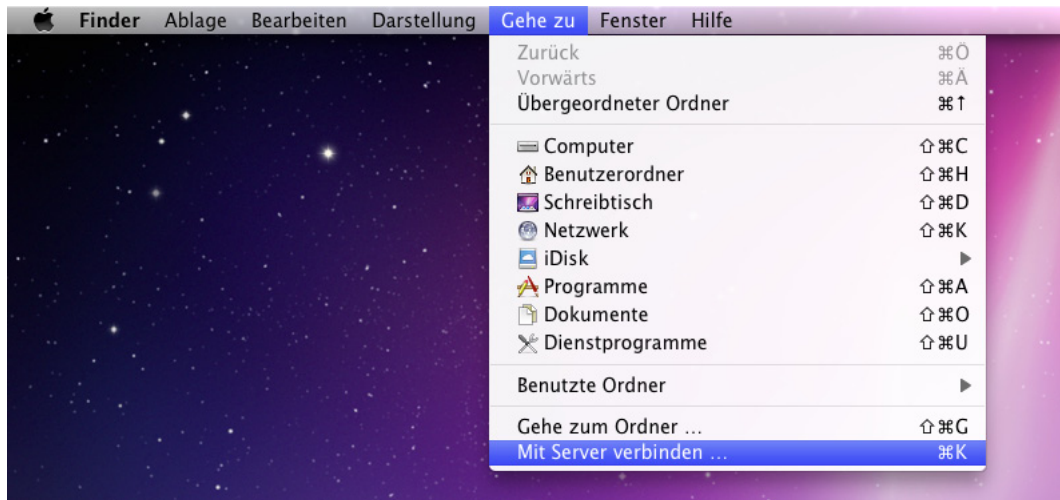 Finder Ablage Bearbeiten Darstellung Gehe zu Fenster Hilfe
Zurück ⌘Ö
Vorwärts ⌘Ä
Übergeordneter Ordner ⌘↑
Computer ⇧⌘C
Benutzerordner ⇧⌘H
Schreibtisch ⇧⌘D
Netzwerk ⇧⌘K
iDisk ▶
Programme ⇧⌘A
Dokumente ⇧⌘O
Dienstprogramme ⇧⌘U
Benutzte Ordner ▶
Gehe zum Ordner … ⇧⌘G
Mit Server verbinden … ⌘K